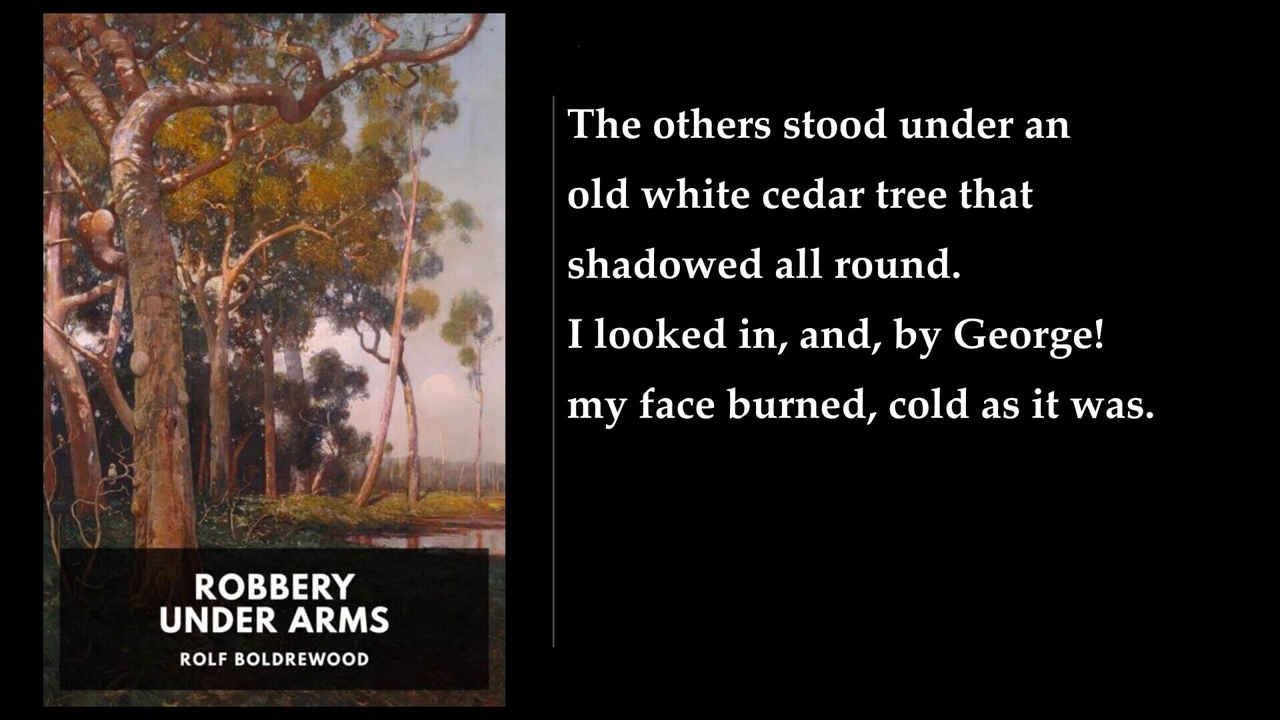 The others stood under an
old white cedar tree that
shadowed all round.
I looked in, and, by George!
my face burned, cold as it was.
ROBBERY
UNDER ARMS
ROLF BOLDREWOOD